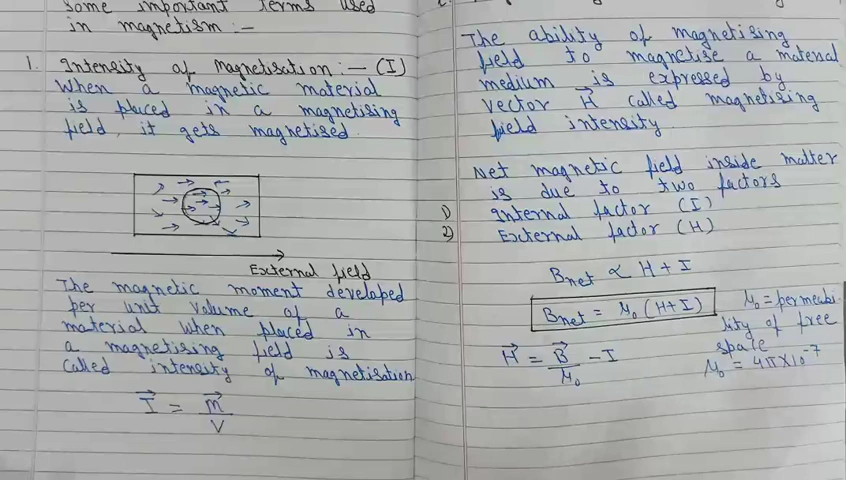 some important terms used
in magnetism :-
1. Intensity of magnetisation :- (I)
When a magnetic material
is placed in a magnetising
field, it gets magnetised.
External field
The magnetic moment developed
per unit volume of a
material when placed in
a magnetising field is
called intensity of magnetisation
I⃗ = m⃗/V
The ability of magnetising
field to magnetise a material
medium is expressed by
vector H⃗ called magnetising
field intensity.
Net magnetic field inside matter
is due to two factors
1) Internal factor (I)
2) External factor (H)
Bnet ∝ H + I
Bnet = μ₀ (H+I)
μ₀ = permeabi
lity of free
space
μ₀ = 4π×10⁻⁷
H⃗ = B⃗/μ₀ - I